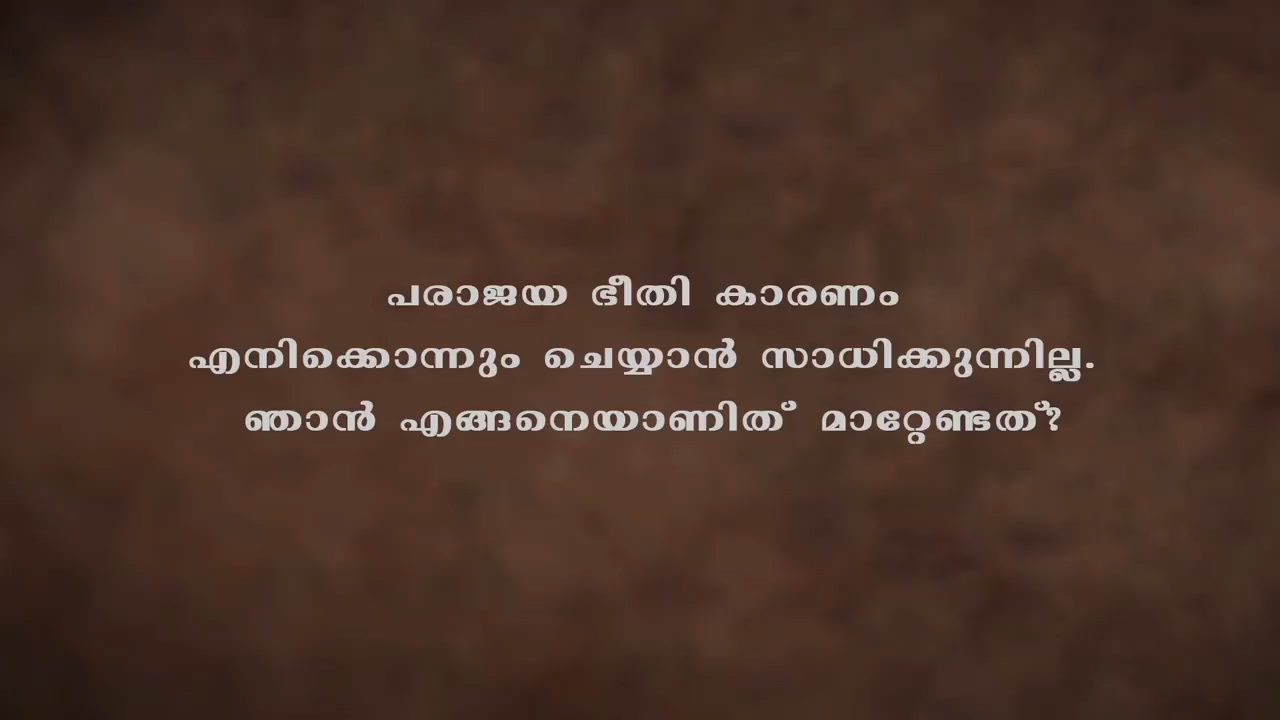 പരാജയ ഭീതി കാരണം
എനിക്കൊന്നും ചെയ്യാൻ സാധിക്കുന്നില്ല.
ഞാൻ എങ്ങനെയാണിത് മാറ്റേണ്ടത്?